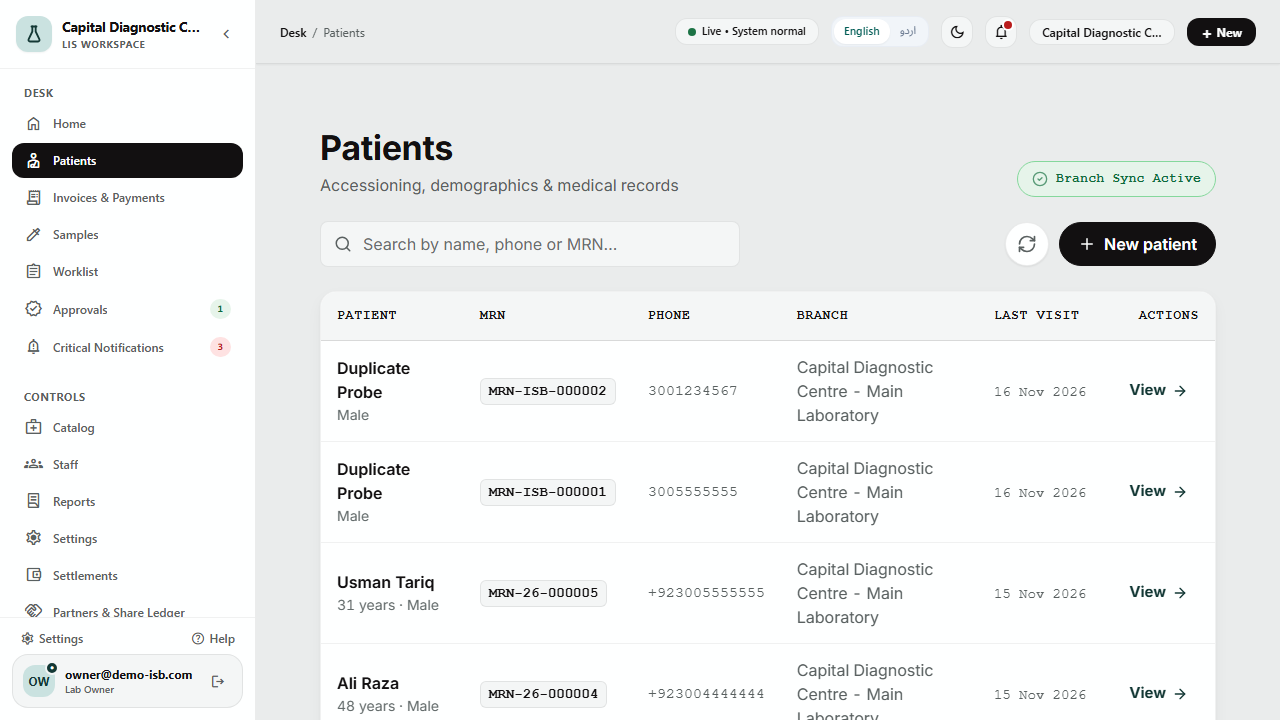 Capital Diagnostic C...
LIS WORKSPACE
DESK
Home
Patients
Invoices & Payments
Samples
Worklist
Approvals 1
Critical Notifications 3
CONTROLS
Catalog
Staff
Reports
Settings
Settlements
Partners & Share Ledger
Settings Help
OW owner@demo-isb.com
Lab Owner
Desk / Patients
Live • System normal
English اردو
Capital Diagnostic C...
+ New
Patients
Accessioning, demographics & medical records
Branch Sync Active
Search by name, phone or MRN...
+ New patient
PATIENT MRN PHONE BRANCH LAST VISIT ACTIONS
Duplicate Probe
Male
MRN-ISB-000002
3001234567
Capital Diagnostic
Centre - Main
Laboratory
16 Nov 2026
View →
Duplicate Probe
Male
MRN-ISB-000001
3005555555
Capital Diagnostic
Centre - Main
Laboratory
16 Nov 2026
View →
Usman Tariq
31 years · Male
MRN-26-000005
+923005555555
Capital Diagnostic
Centre - Main
Laboratory
15 Nov 2026
View →
Ali Raza
48 years · Male
MRN-26-000004
+923004444444
Capital Diagnostic
Centre - Main
Laboratory
15 Nov 2026
View →